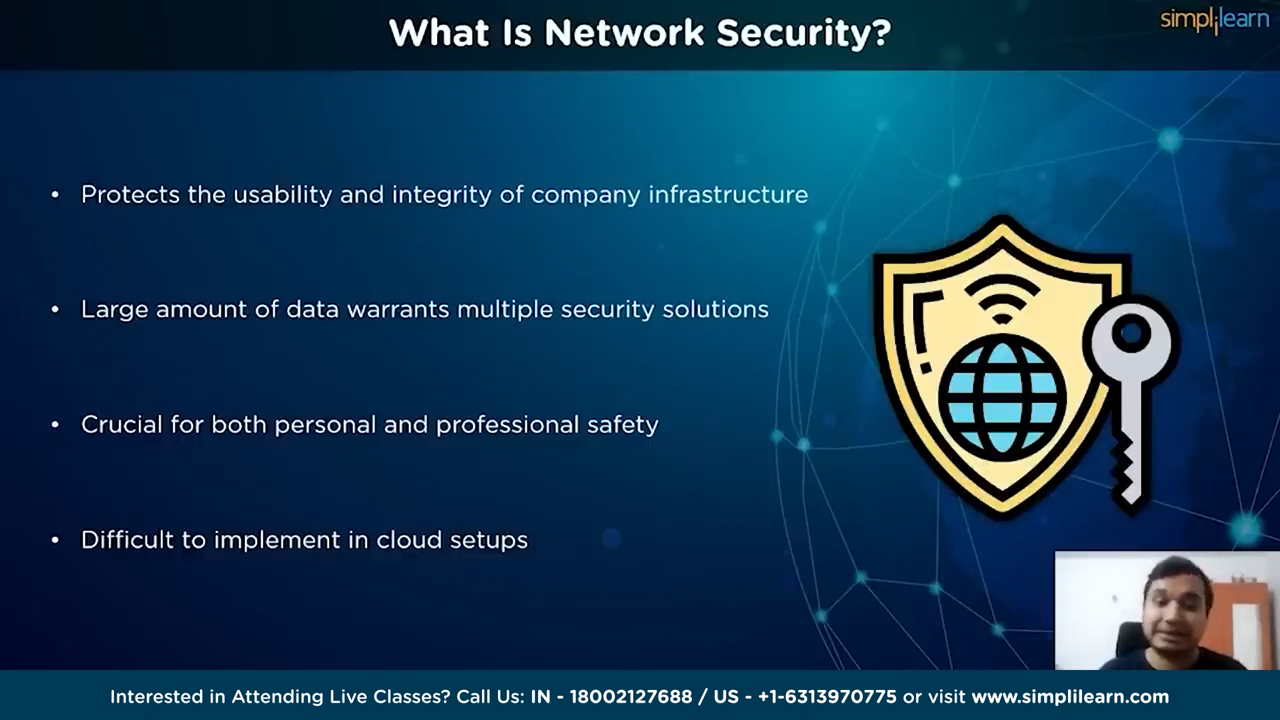 What Is Network Security?
simplilearn
• Protects the usability and integrity of company infrastructure
• Large amount of data warrants multiple security solutions
• Crucial for both personal and professional safety
• Difficult to implement in cloud setups
Interested in Attending Live Classes? Call Us: IN - 18002127688 / US - +1-6313970775 or visit www.simplilearn.com